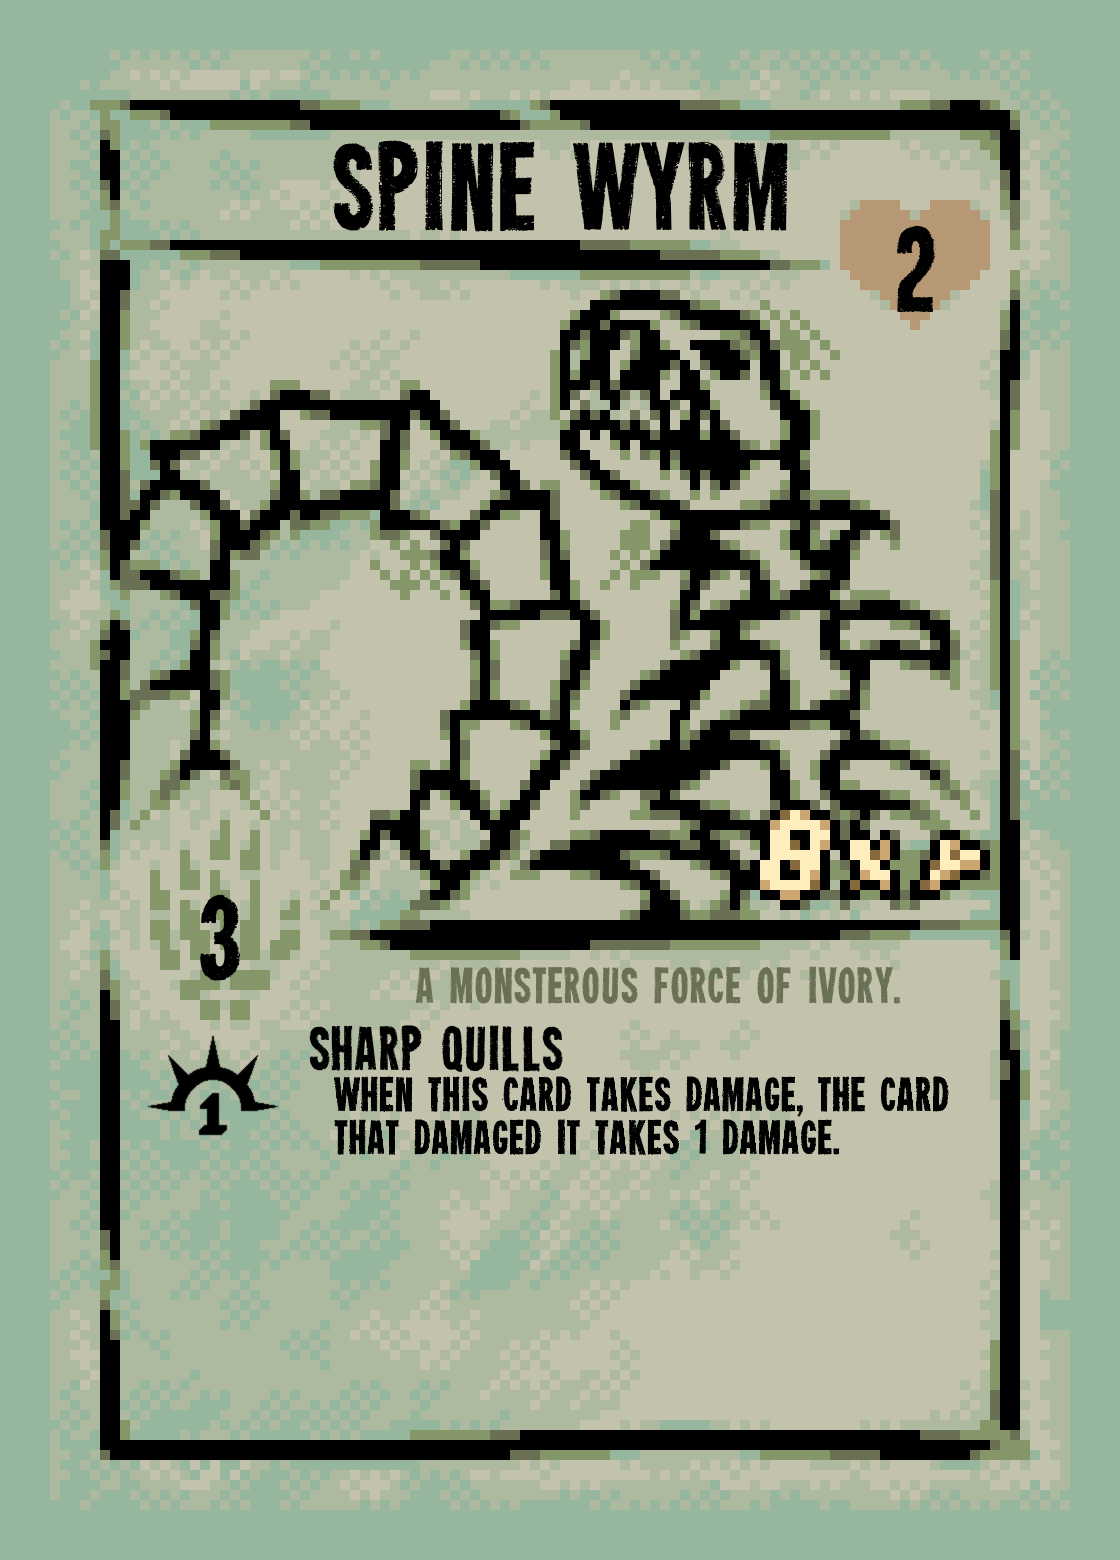 SPINE WYRM
2
8 X
3
A MONSTEROUS FORCE OF IVORY.
SHARP QUILLS
1
WHEN THIS CARD TAKES DAMAGE, THE CARD
THAT DAMAGED IT TAKES 1 DAMAGE.